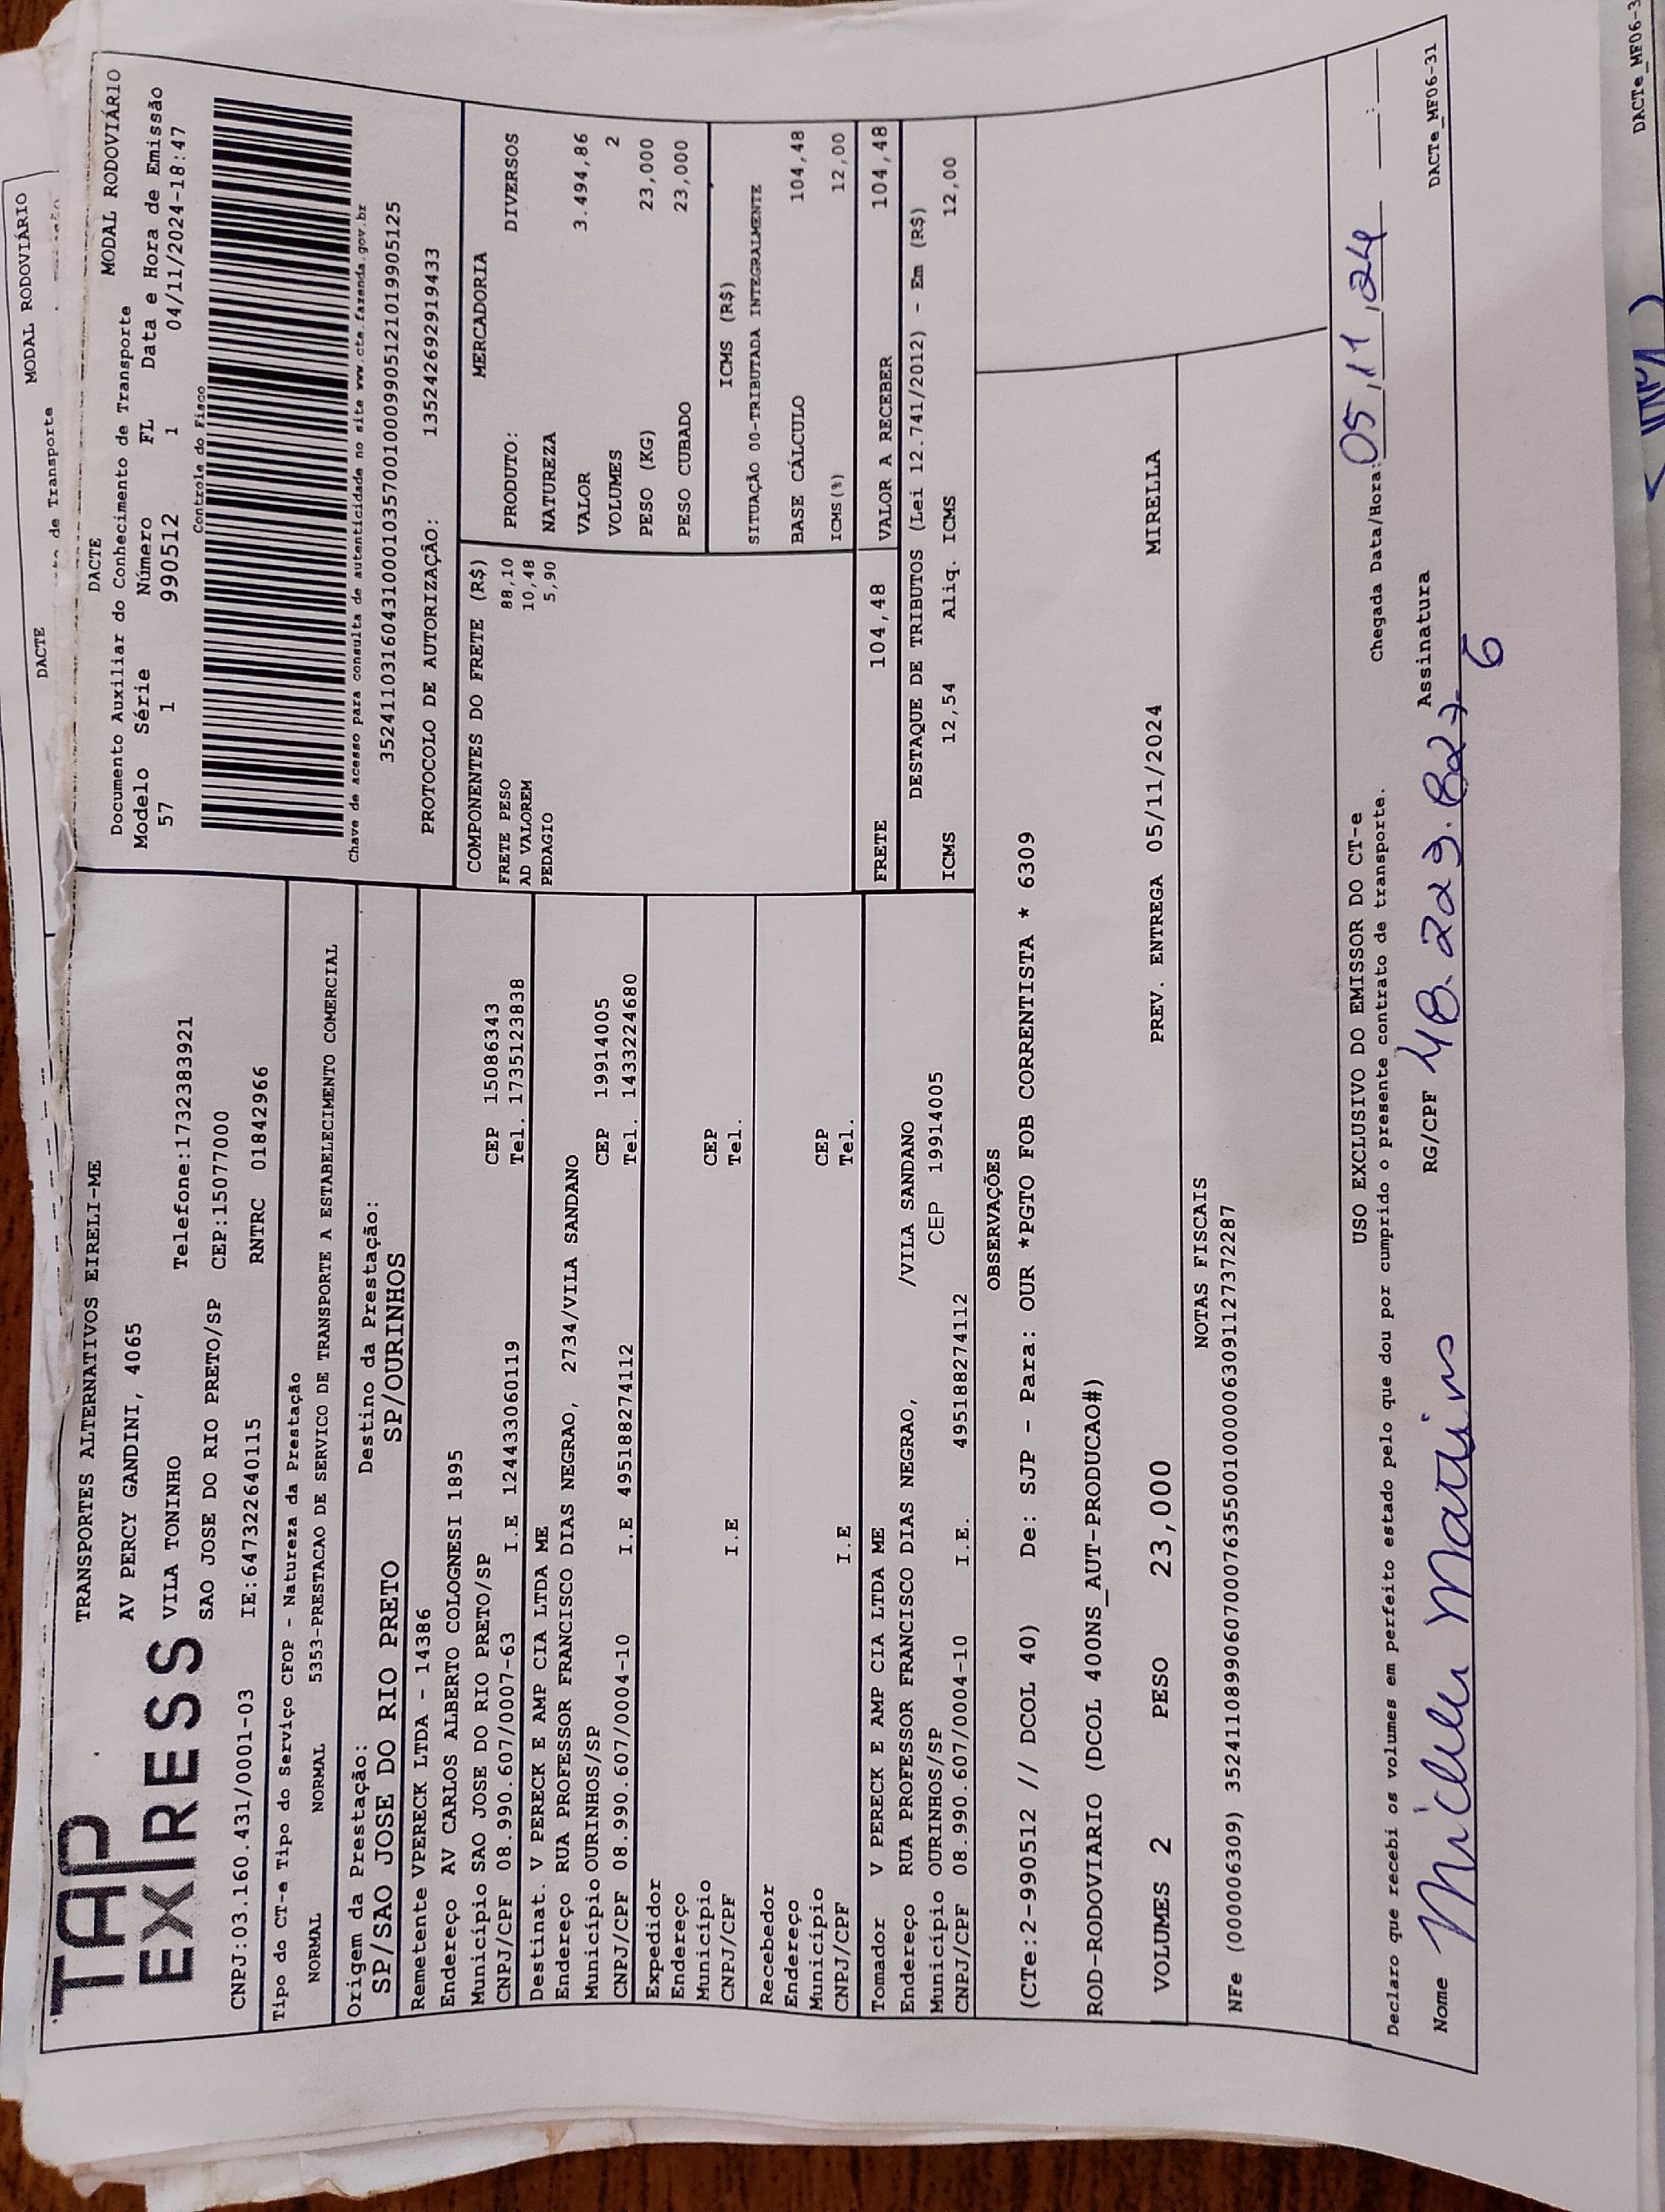 DACTE MODAL RODOVIÁRIO
de Transporte
TAP
EXPRESS
TRANSPORTES ALTERNATIVOS EIRELI-ME
AV PERCY GANDINI, 4065
VILA TONINHO Telefone:1732383921
SAO JOSE DO RIO PRETO/SP CEP:15077000
CNPJ:03.160.431/0001-03 IE:647322640115 RNTRC 01842966
DACTE MODAL RODOVIÁRIO
Documento Auxiliar do Conhecimento de Transporte
Modelo Série Número FL Data e Hora de Emissão
57 1 990512 1 04/11/2024-18:47
Controle do Fisco
Chave de acesso para consulta de autenticidade no site www.cte.fazenda.gov.br
35241103160431000103570010009905121019905125
PROTOCOLO DE AUTORIZAÇÃO: 135242692919433
Tipo do CT-e Tipo do Serviço CFOP - Natureza da Prestação
NORMAL NORMAL 5353-PRESTACAO DE SERVICO DE TRANSPORTE A ESTABELECIMENTO COMERCIAL
Origem da Prestação: Destino da Prestação:
SP/SAO JOSE DO RIO PRETO SP/OURINHOS
Remetente VPERECK LTDA - 14386
Endereço AV CARLOS ALBERTO COLOGNESI 1895
Município SAO JOSE DO RIO PRETO/SP CEP 15086343
CNPJ/CPF 08.990.607/0007-63 I.E 124433060119 Tel. 1735123838
Destinat. V PERECK E AMP CIA LTDA ME
Endereço RUA PROFESSOR FRANCISCO DIAS NEGRAO, 2734/VILA SANDANO
Município OURINHOS/SP CEP 19914005
CNPJ/CPF 08.990.607/0004-10 I.E 495188274112 Tel. 1433224680
Expedidor
Endereço
Município CEP
CNPJ/CPF I.E Tel.
Recebedor
Endereço
Município CEP
CNPJ/CPF I.E Tel.
Tomador V PERECK E AMP CIA LTDA ME
Endereço RUA PROFESSOR FRANCISCO DIAS NEGRAO, /VILA SANDANO
Município OURINHOS/SP CEP 19914005
CNPJ/CPF 08.990.607/0004-10 I.E. 495188274112
COMPONENTES DO FRETE (R$)
FRETE PESO 88,10
AD VALOREM 10,48
PEDAGIO 5,90
MERCADORIA
PRODUTO: DIVERSOS
NATUREZA
VALOR 3.494,86
VOLUMES 2
PESO (KG) 23,000
PESO CUBADO 23,000
ICMS (R$)
SITUAÇÃO 00-TRIBUTADA INTEGRALMENTE
BASE CÁLCULO 104,48
ICMS(%) 12,00
FRETE 104,48 VALOR A RECEBER 104,48
DESTAQUE DE TRIBUTOS (Lei 12.741/2012) - Em (R$)
ICMS 12,54 Aliq. ICMS 12,00
OBSERVAÇÕES
(CTe:2-990512 // DCOL 40) De: SJP - Para: OUR *PGTO FOB CORRENTISTA * 6309
ROD-RODOVIARIO (DCOL 400NS_AUT-PRODUCAO#)
VOLUMES 2 PESO 23,000 PREV. ENTREGA 05/11/2024 MIRELLA
NOTAS FISCAIS
NFe (000006309) 35241108990607000763550010000063091127372287
USO EXCLUSIVO DO EMISSOR DO CT-e
Declaro que recebi os volumes em perfeito estado pelo que dou por cumprido o presente contrato de transporte. Chegada Data/Hora: 05/11/24 :
Nome RG/CPF 48.223.827-6 Assinatura
Martins
DACTe_MF06-31